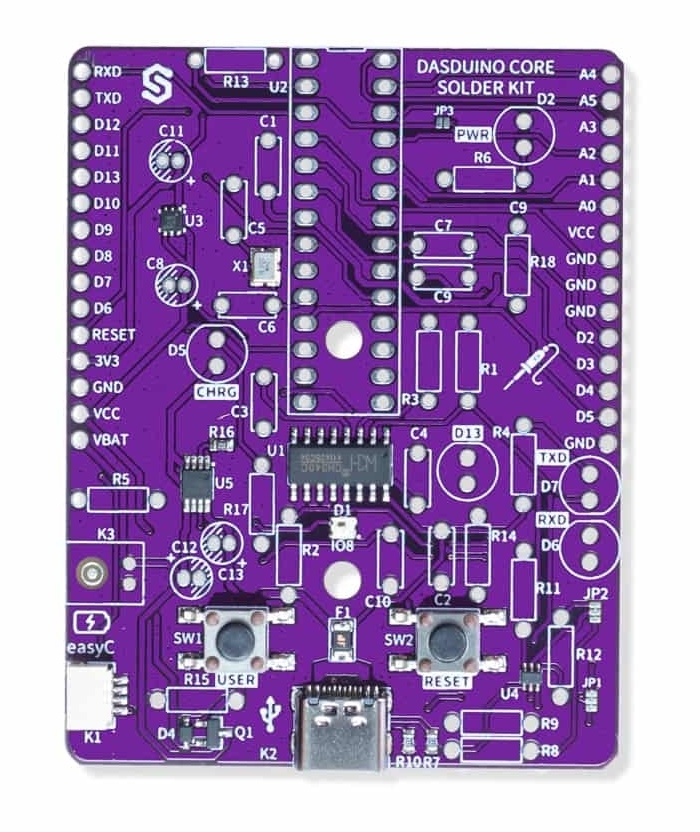 RXD
TXD
D12
D11
D13
D10
D9
D8
D7
D6
RESET
3V3
GND
VCC
VBAT
R13
U2
DASDUINO CORE
SOLDER KIT
A4
A5
A3
A2
A1
A0
VCC
GND
GND
GND
D2
D3
D4
D5
GND
JP3
D2
PWR
R6
C11
C1
U3
C5
C7
C9
R18
X1
C9
C8
C6
D5
CHRG
R3
R1
C3
R16
U1
C4
D13
R4
TXD
D7
R5
U5
R17
D1
IO8
RXD
D6
K3
C12
C13
R2
C10
C2
R14
R11
JP2
easyC
SW1
USER
F1
SW2
RESET
R12
U4
JP1
R15
K1
D4
Q1
K2
R10
R7
R9
R8